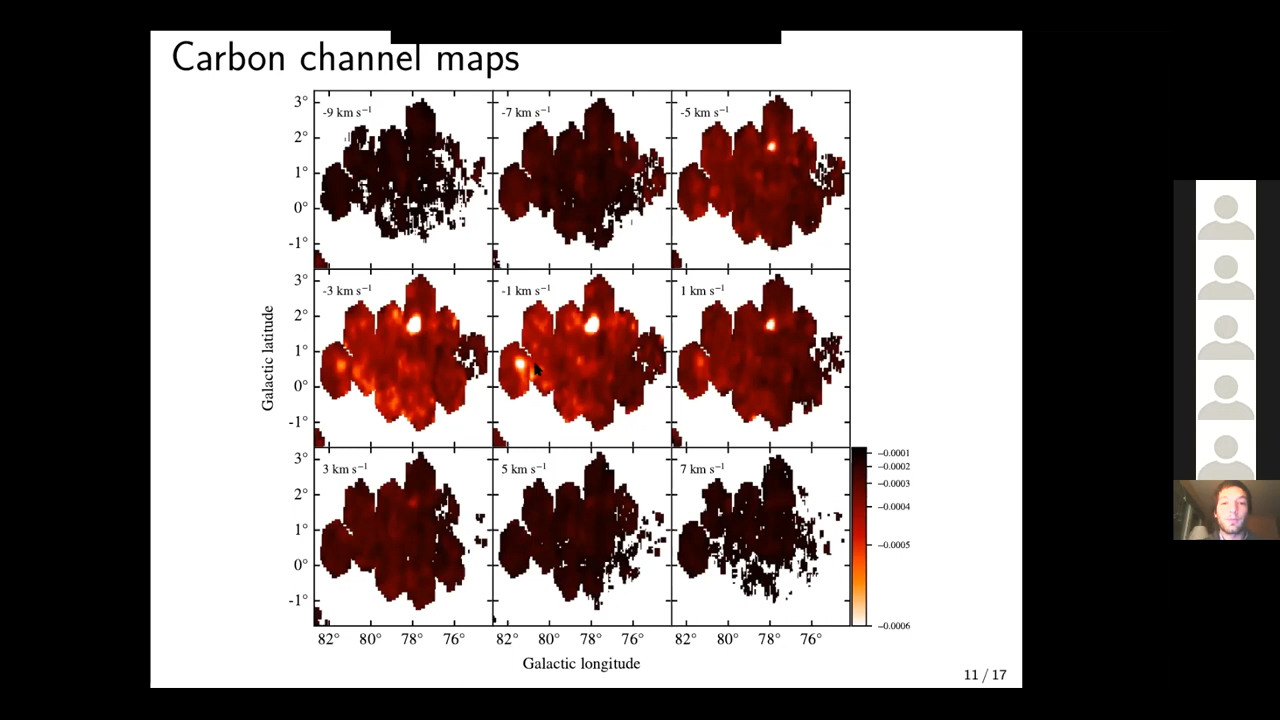 Carbon channel maps
-9 km s⁻¹
-7 km s⁻¹
-5 km s⁻¹
3°
2°
1°
0°
-1°
-3 km s⁻¹
-1 km s⁻¹
1 km s⁻¹
3°
2°
1°
0°
-1°
Galactic latitude
3 km s⁻¹
5 km s⁻¹
7 km s⁻¹
3°
2°
1°
0°
-1°
−0.0001
−0.0002
−0.0003
−0.0004
−0.0005
−0.0006
82° 80° 78° 76° 82° 80° 78° 76° 82° 80° 78° 76°
Galactic longitude
11 / 17